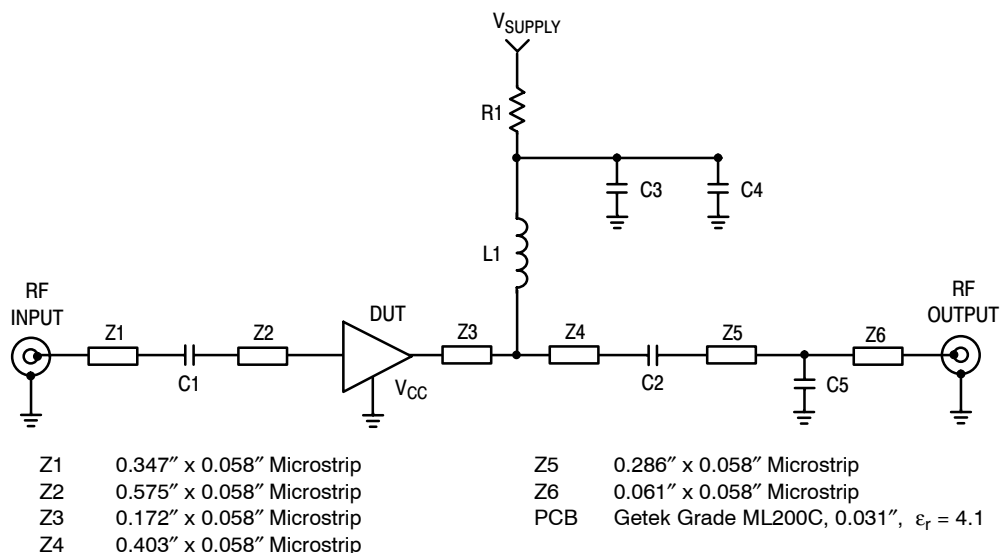 VSUPPLY
R1
C3
C4
L1
RF
INPUT
RF
OUTPUT
Z1
Z2
DUT
Z3
Z4
Z5
Z6
C1
VCC
C2
C5
Z1 0.347″ x 0.058″ Microstrip
Z2 0.575″ x 0.058″ Microstrip
Z3 0.172″ x 0.058″ Microstrip
Z4 0.403″ x 0.058″ Microstrip
Z5 0.286″ x 0.058″ Microstrip
Z6 0.061″ x 0.058″ Microstrip
PCB Getek Grade ML200C, 0.031″, εr = 4.1